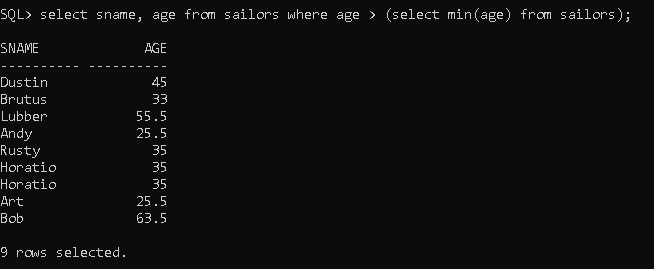 SQL> select sname, age from sailors where age > (select min(age) from sailors);
SNAME             AGE
---------- ----------
Dustin             45
Brutus             33
Lubber           55.5
Andy             25.5
Rusty              35
Horatio            35
Horatio            35
Art              25.5
Bob              63.5
9 rows selected.